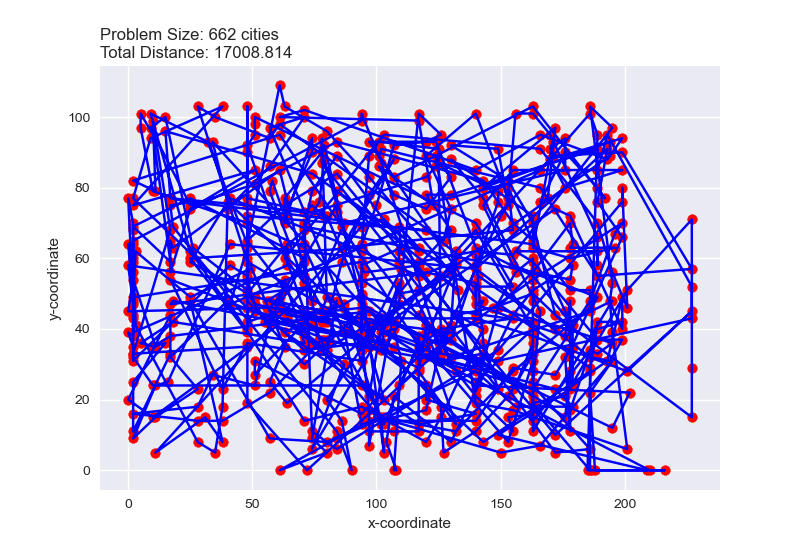 Problem Size: 662 cities
Total Distance: 17008.814
100
80
60
40
20
0
y-coordinate
0 50 100 150 200
x-coordinate